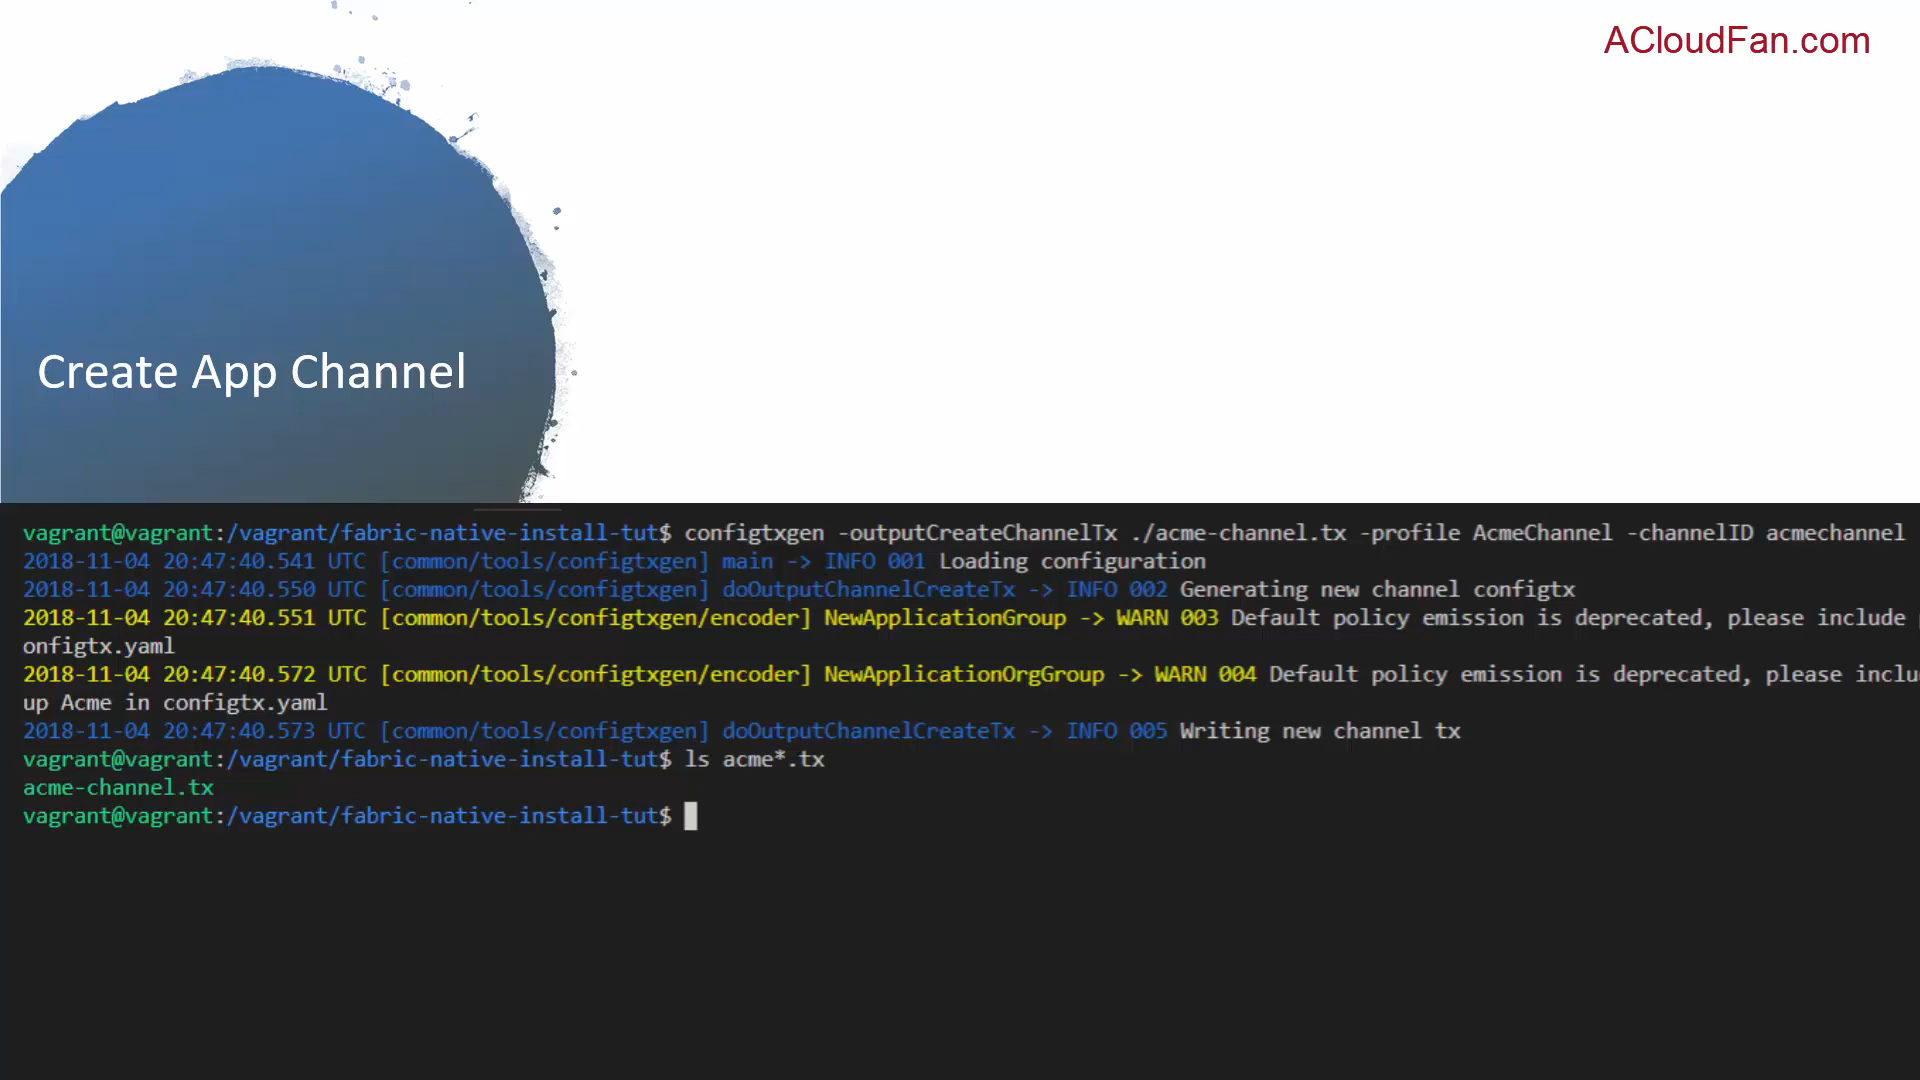 ACloudFan.com
Create App Channel
vagrant@vagrant:/vagrant/fabric-native-install-tut$ configtxgen -outputCreateChannelTx ./acme-channel.tx -profile AcmeChannel -channelID acmechannel
2018-11-04 20:47:40.541 UTC [common/tools/configtxgen] main -> INFO 001 Loading configuration
2018-11-04 20:47:40.550 UTC [common/tools/configtxgen] doOutputChannelCreateTx -> INFO 002 Generating new channel configtx
2018-11-04 20:47:40.551 UTC [common/tools/configtxgen/encoder] NewApplicationGroup -> WARN 003 Default policy emission is deprecated, please include
onfigtx.yaml
2018-11-04 20:47:40.572 UTC [common/tools/configtxgen/encoder] NewApplicationOrgGroup -> WARN 004 Default policy emission is deprecated, please inclu
up Acme in configtx.yaml
2018-11-04 20:47:40.573 UTC [common/tools/configtxgen] doOutputChannelCreateTx -> INFO 005 Writing new channel tx
vagrant@vagrant:/vagrant/fabric-native-install-tut$ ls acme*.tx
acme-channel.tx
vagrant@vagrant:/vagrant/fabric-native-install-tut$